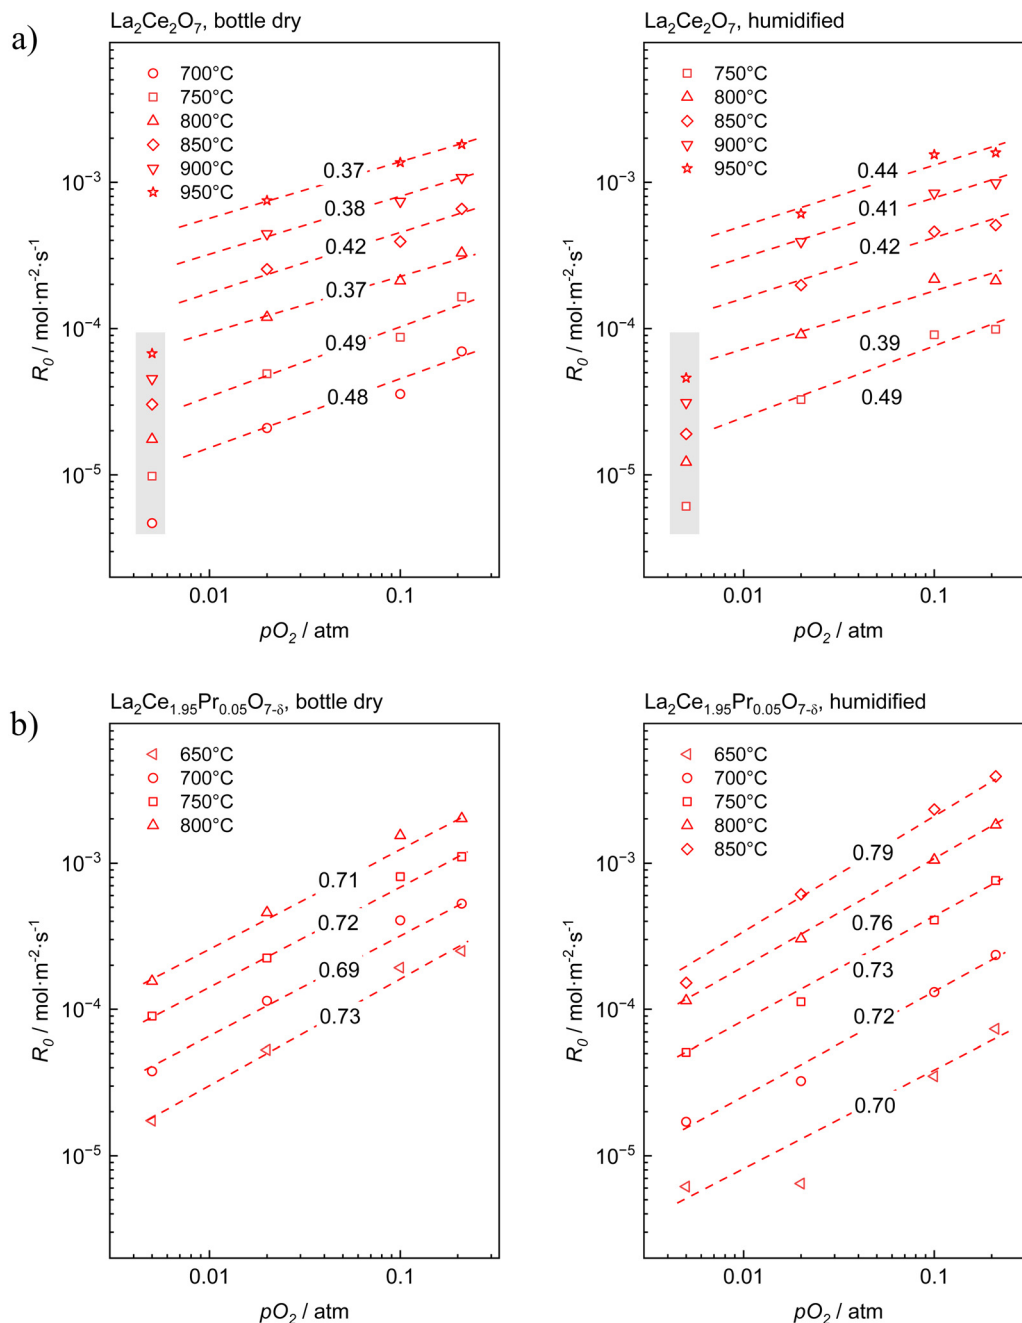 a)
La₂Ce₂O₇, bottle dry
700°C
750°C
800°C
850°C
900°C
950°C
0.37
0.38
0.42
0.37
0.49
0.48
10⁻³
10⁻⁴
10⁻⁵
R₀ / mol·m⁻²·s⁻¹
0.01
0.1
pO₂ / atm
La₂Ce₂O₇, humidified
750°C
800°C
850°C
900°C
950°C
0.44
0.41
0.42
0.39
0.49
10⁻³
10⁻⁴
10⁻⁵
R₀ / mol·m⁻²·s⁻¹
0.01
0.1
pO₂ / atm
b)
La₂Ce₁.₉₅Pr₀.₀₅O₇₋δ, bottle dry
650°C
700°C
750°C
800°C
0.71
0.72
0.69
0.73
10⁻³
10⁻⁴
10⁻⁵
R₀ / mol·m⁻²·s⁻¹
0.01
0.1
pO₂ / atm
La₂Ce₁.₉₅Pr₀.₀₅O₇₋δ, humidified
650°C
700°C
750°C
800°C
850°C
0.79
0.76
0.73
0.72
0.70
10⁻³
10⁻⁴
10⁻⁵
R₀ / mol·m⁻²·s⁻¹
0.01
0.1
pO₂ / atm